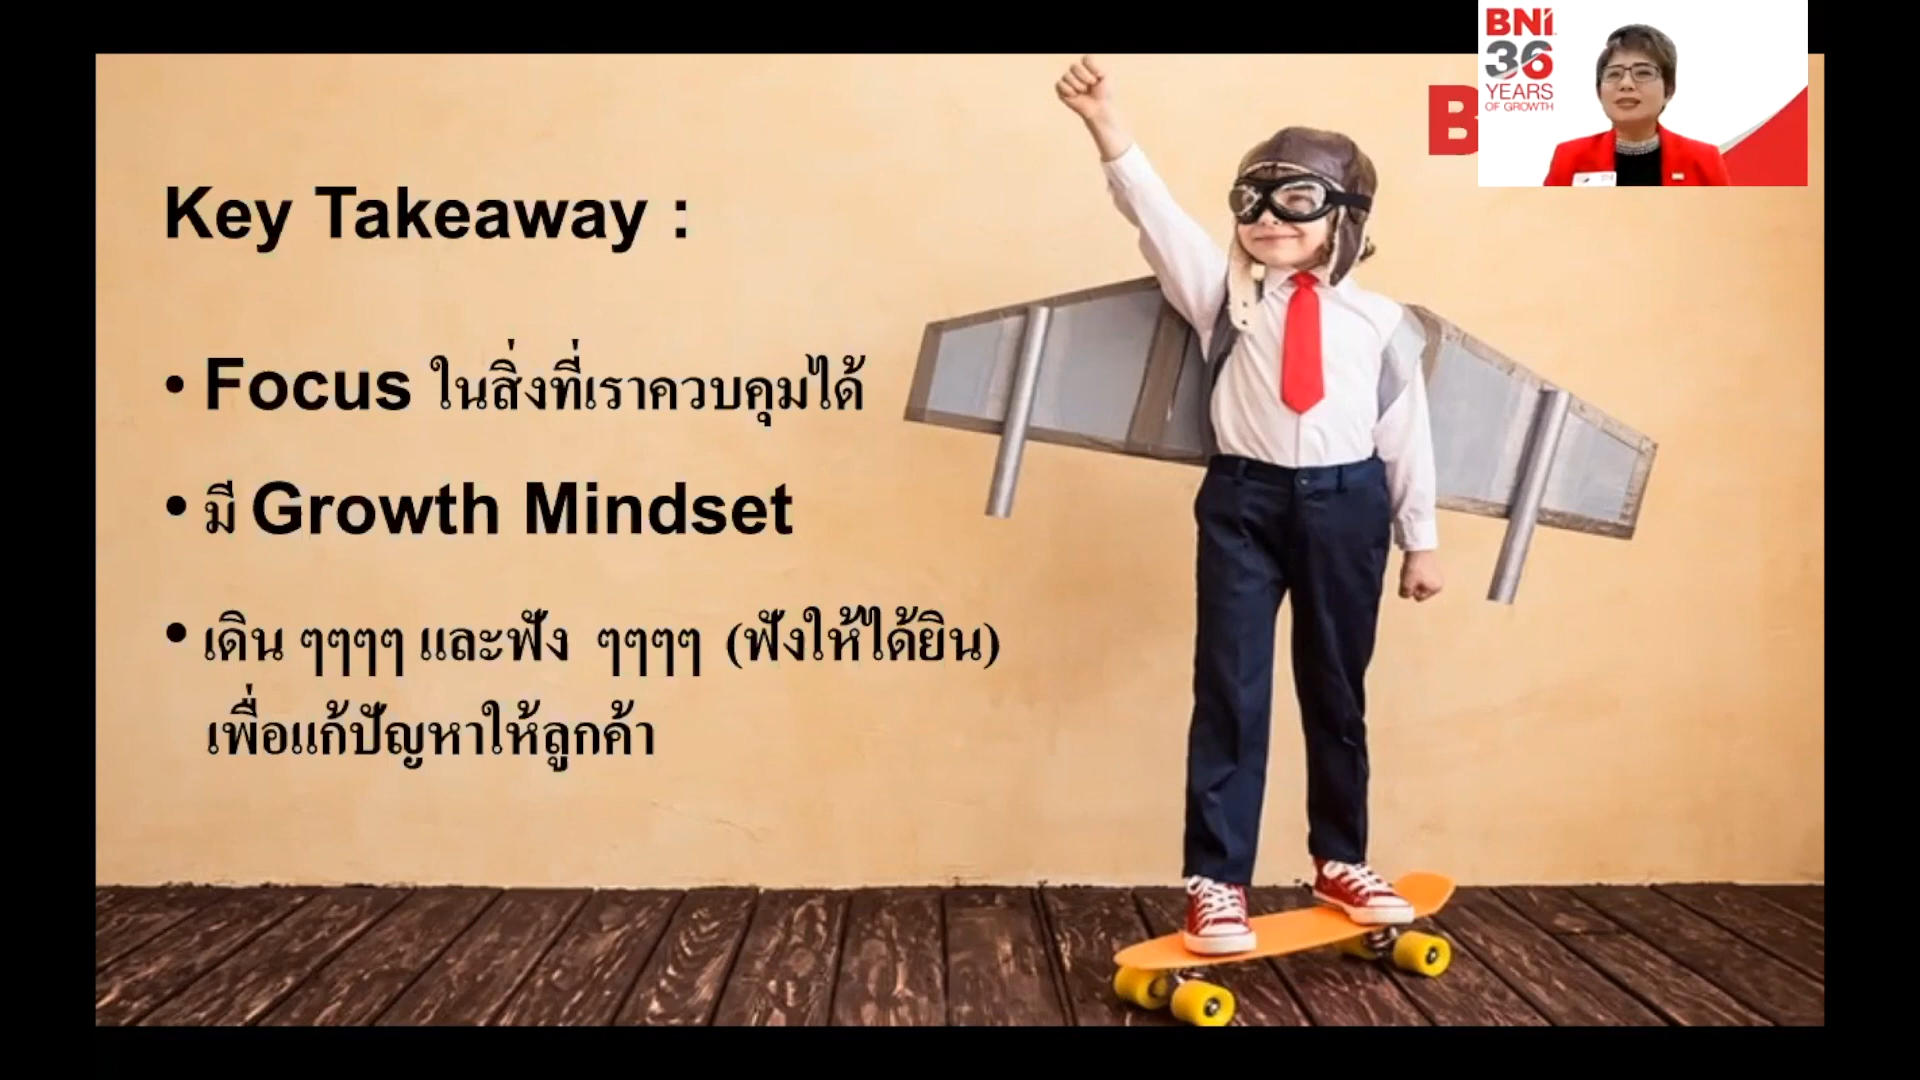 BNI
36
YEARS
OF GROWTH
Key Takeaway :
• Focus ในสิ่งที่เราควบคุมได้
• มี Growth Mindset
• เดิน ๆๆๆๆ และฟัง ๆๆๆๆ (ฟังให้ได้ยิน)
เพื่อแก้ปัญหาให้ลูกค้า